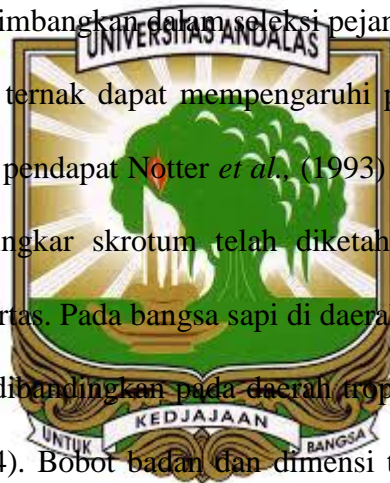 imbangkan dalam seleksi pejan
UNIVERSITAS ANDALAS
ternak dapat mempengaruhi p
pendapat Notter et al., (1993)
ngkar skrotum telah diketah
rtas. Pada bangsa sapi di daera
dibandingkan pada daerah trop
KEDJAJAAN
UNTUK BANGSA
4). Bobot badan dan dimensi t